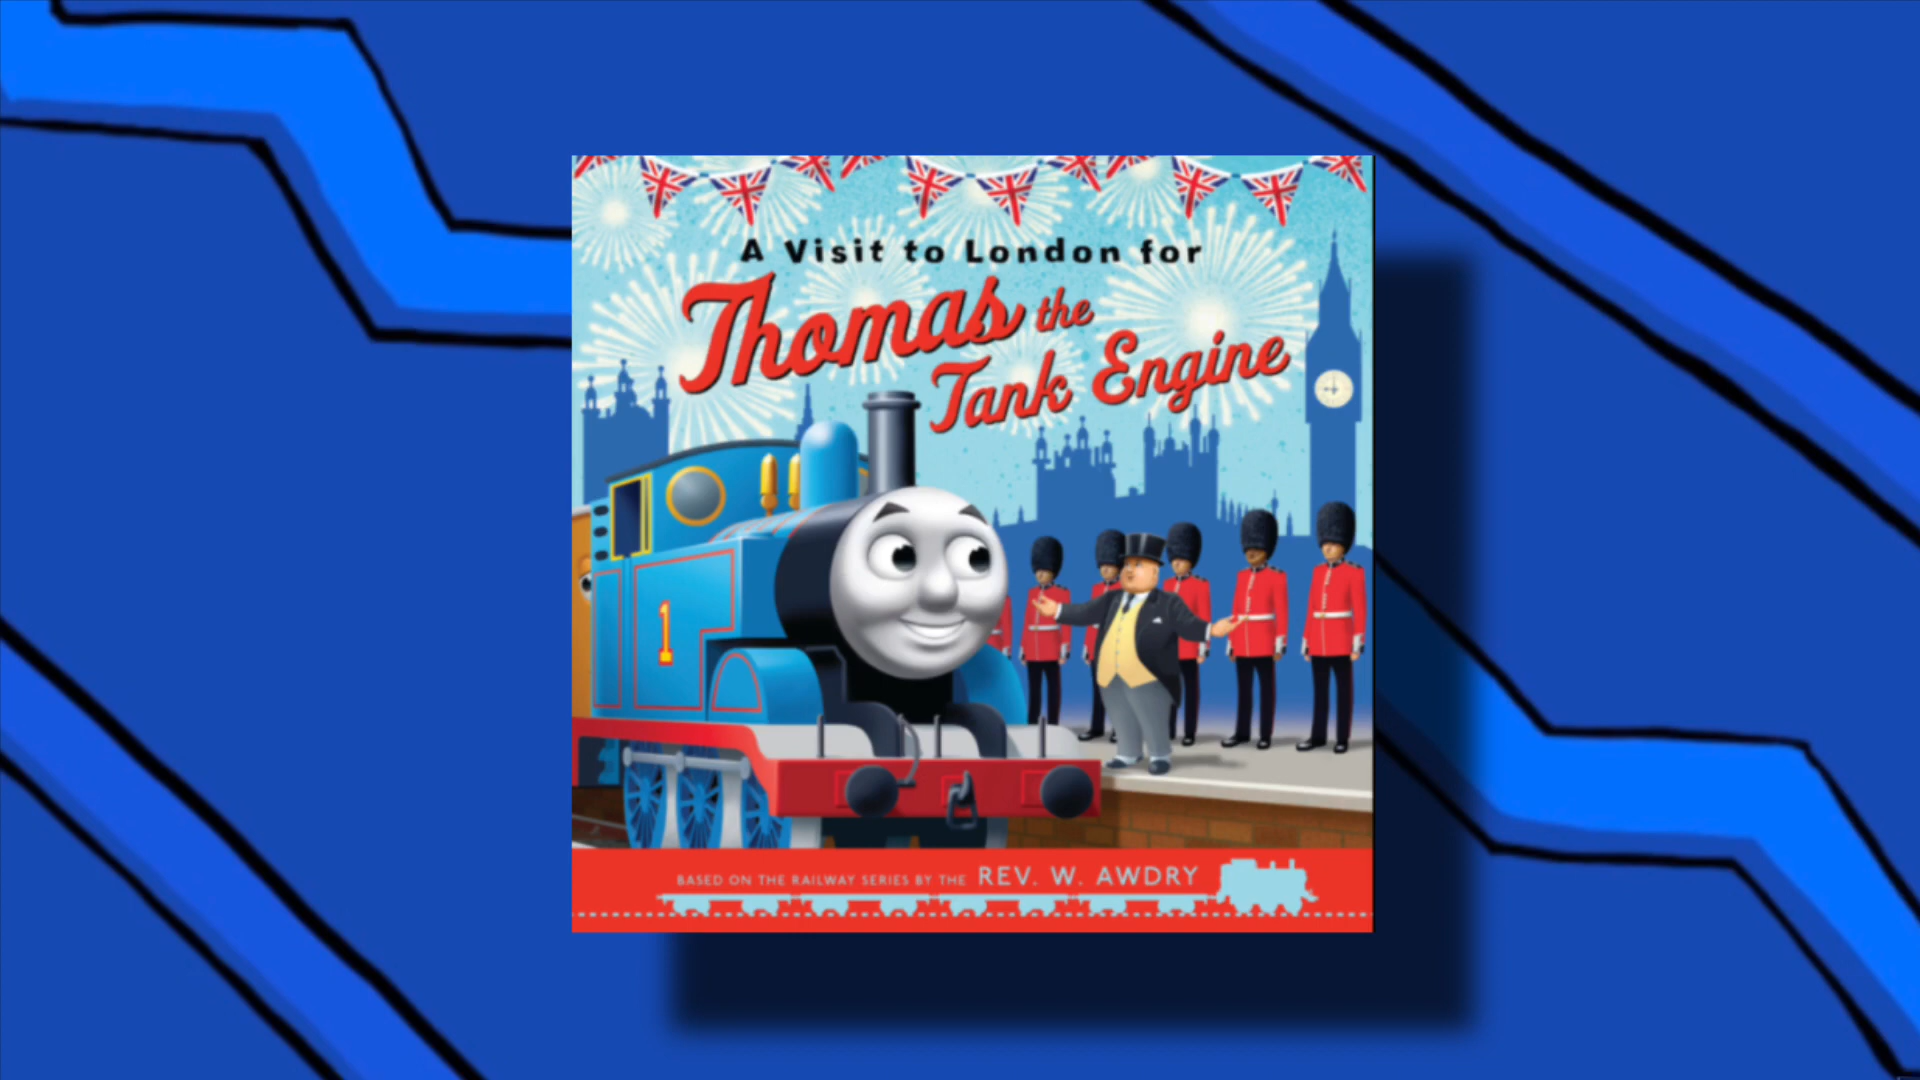 A Visit to London for
Thomas the
Tank Engine
1
BASED ON THE RAILWAY SERIES BY THE REV. W. AWDRY